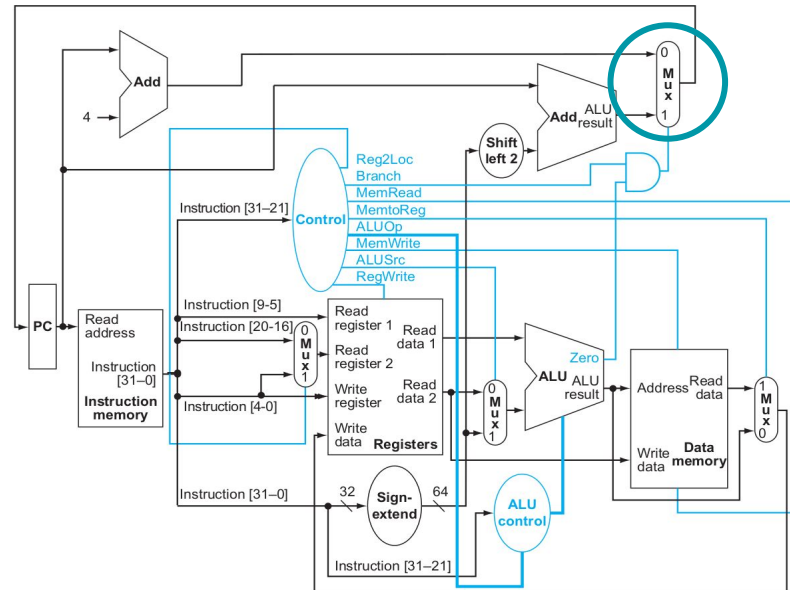 Add
4
0
Mux
1
Add
ALU
result
Shift
left 2
Reg2Loc
Branch
MemRead
MemtoReg
ALUOp
MemWrite
ALUSrc
RegWrite
Control
Instruction [31–21]
PC
Read
address
Instruction
[31–0]
Instruction
memory
Instruction [9-5]
Instruction [20-16]
Instruction [4-0]
0
Mux
1
Read
register 1
Read
register 2
Write
register
Write
data
Read
data 1
Read
data 2
Registers
0
Mux
1
Zero
ALU
ALU
result
Address
Read
data
Write
data
Data
memory
1
Mux
0
Instruction [31–0]
32
Sign-
extend
64
ALU
control
Instruction [31–21]